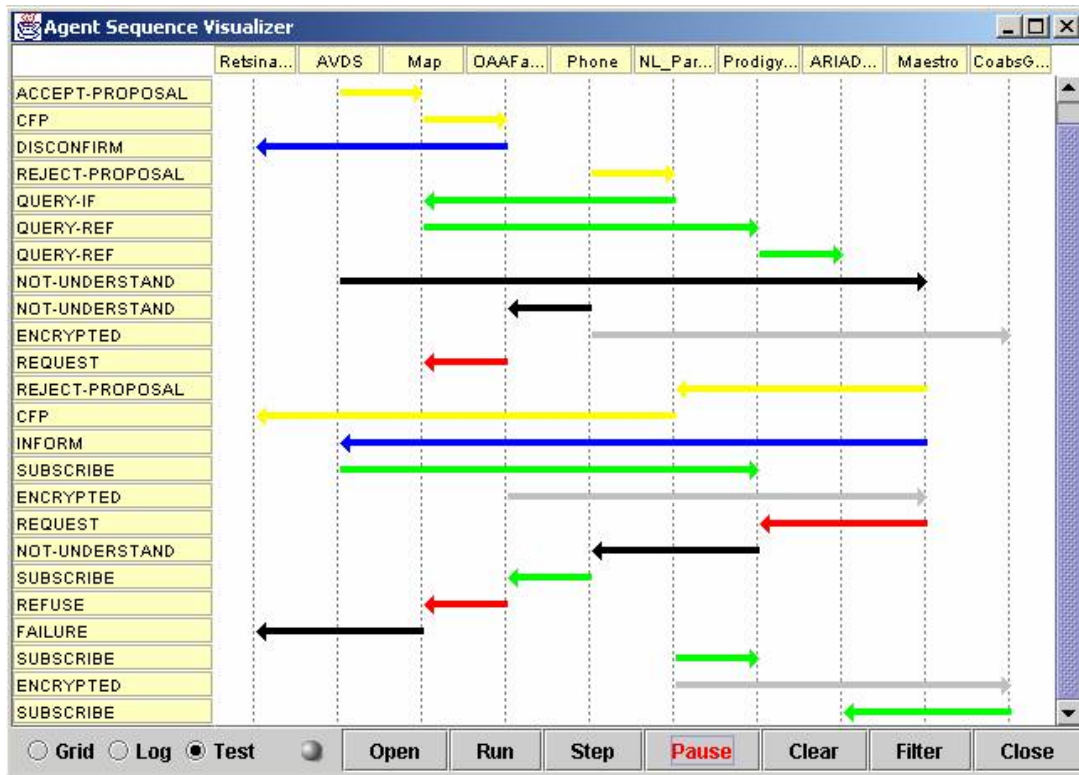 Agent Sequence Visualizer
Retsina... AVDS Map OAAFa... Phone NL_Par... Prodigy... ARIAD... Maestro CoabsG...
ACCEPT-PROPOSAL
CFP
DISCONFIRM
REJECT-PROPOSAL
QUERY-IF
QUERY-REF
QUERY-REF
NOT-UNDERSTAND
NOT-UNDERSTAND
ENCRYPTED
REQUEST
REJECT-PROPOSAL
CFP
INFORM
SUBSCRIBE
ENCRYPTED
REQUEST
NOT-UNDERSTAND
SUBSCRIBE
REFUSE
FAILURE
SUBSCRIBE
ENCRYPTED
SUBSCRIBE
Grid Log Test Open Run Step Pause Clear Filter Close